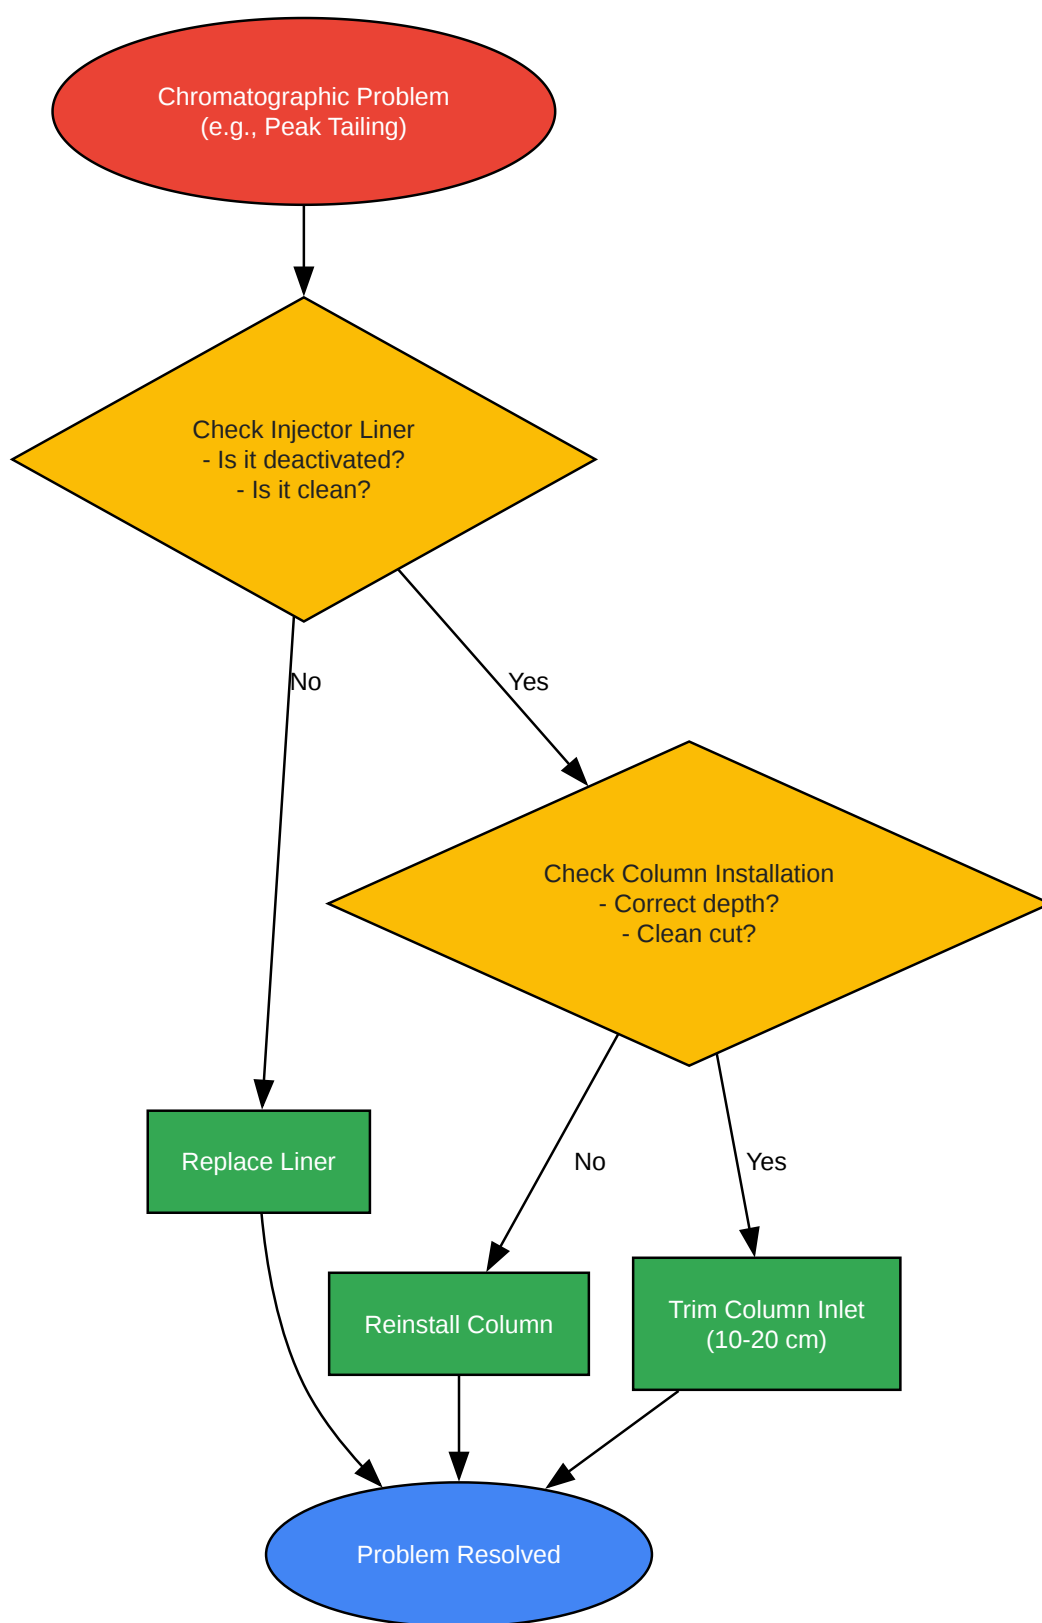 Chromatographic Problem
(e.g., Peak Tailing)
Check Injector Liner
- Is it deactivated?
- Is it clean?
No
Yes
Check Column Installation
- Correct depth?
- Clean cut?
Replace Liner
No
Yes
Reinstall Column
Trim Column Inlet
(10-20 cm)
Problem Resolved